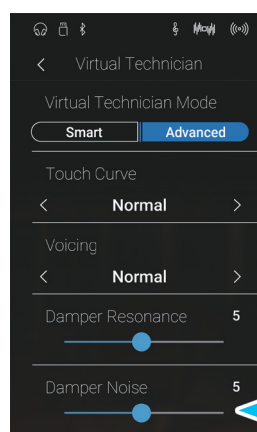 Virtual Technician
Virtual Technician Mode
Smart Advanced
Touch Curve
Normal
Voicing
Normal
Damper Resonance 5
Damper Noise 5